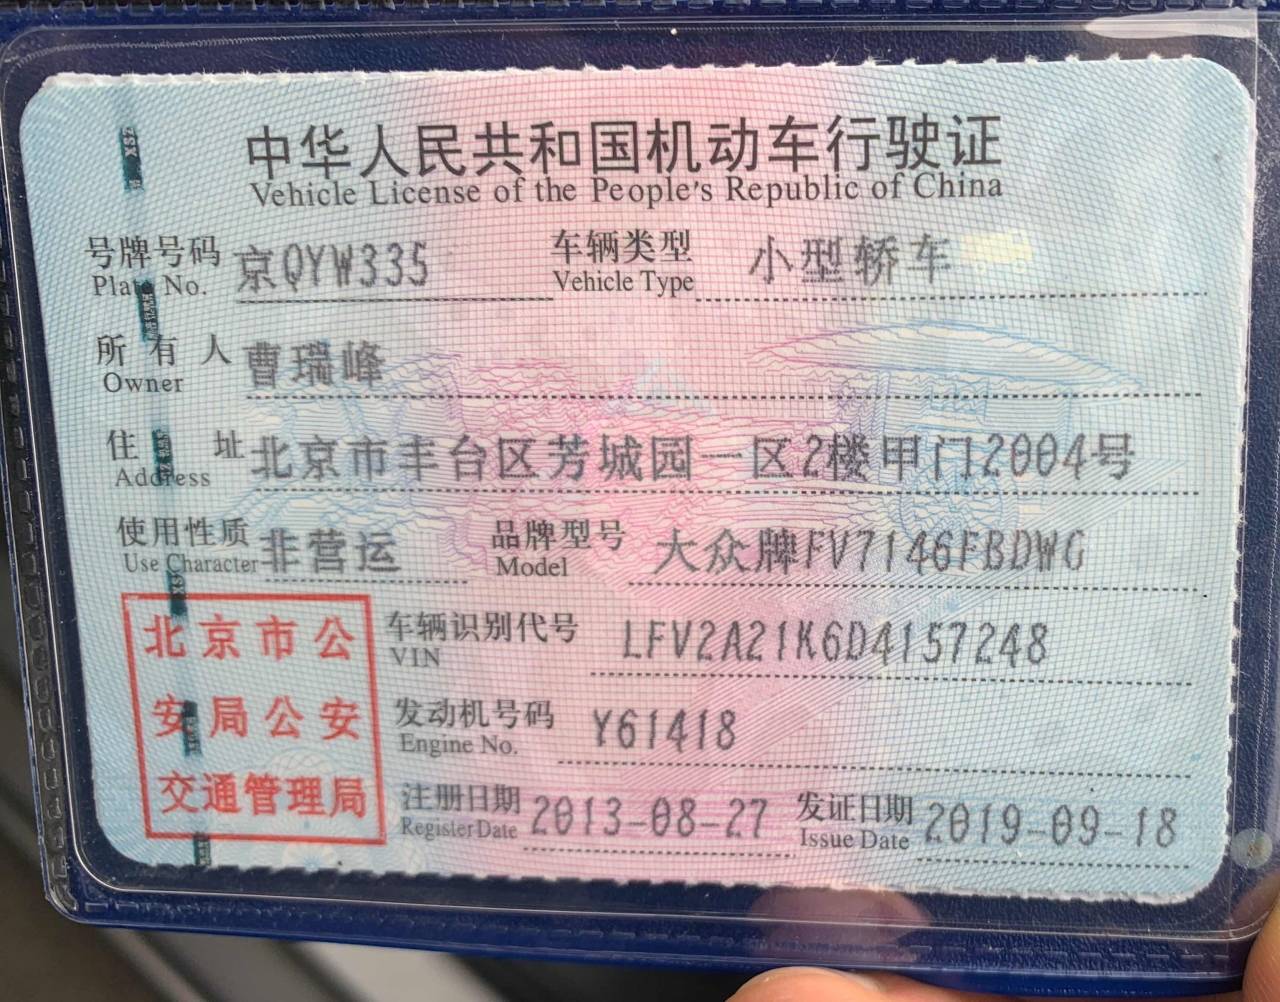 中华人民共和国机动车行驶证
Vehicle License of the People's Republic of China
号牌号码 京QYW335 车辆类型 小型轿车
Plate No. Vehicle Type
所有人 曹瑞峰
Owner
住址 北京市丰台区芳城园一区2楼甲门2004号
Address
使用性质 非营运 品牌型号 大众牌FV7146FBDWG
Use Character Model
北京市公安局公安交通管理局
车辆识别代号 LFV2A21K6D4157248
VIN
发动机号码 Y61418
Engine No.
注册日期 2013-08-27 发证日期 2019-09-18
Register Date Issue Date